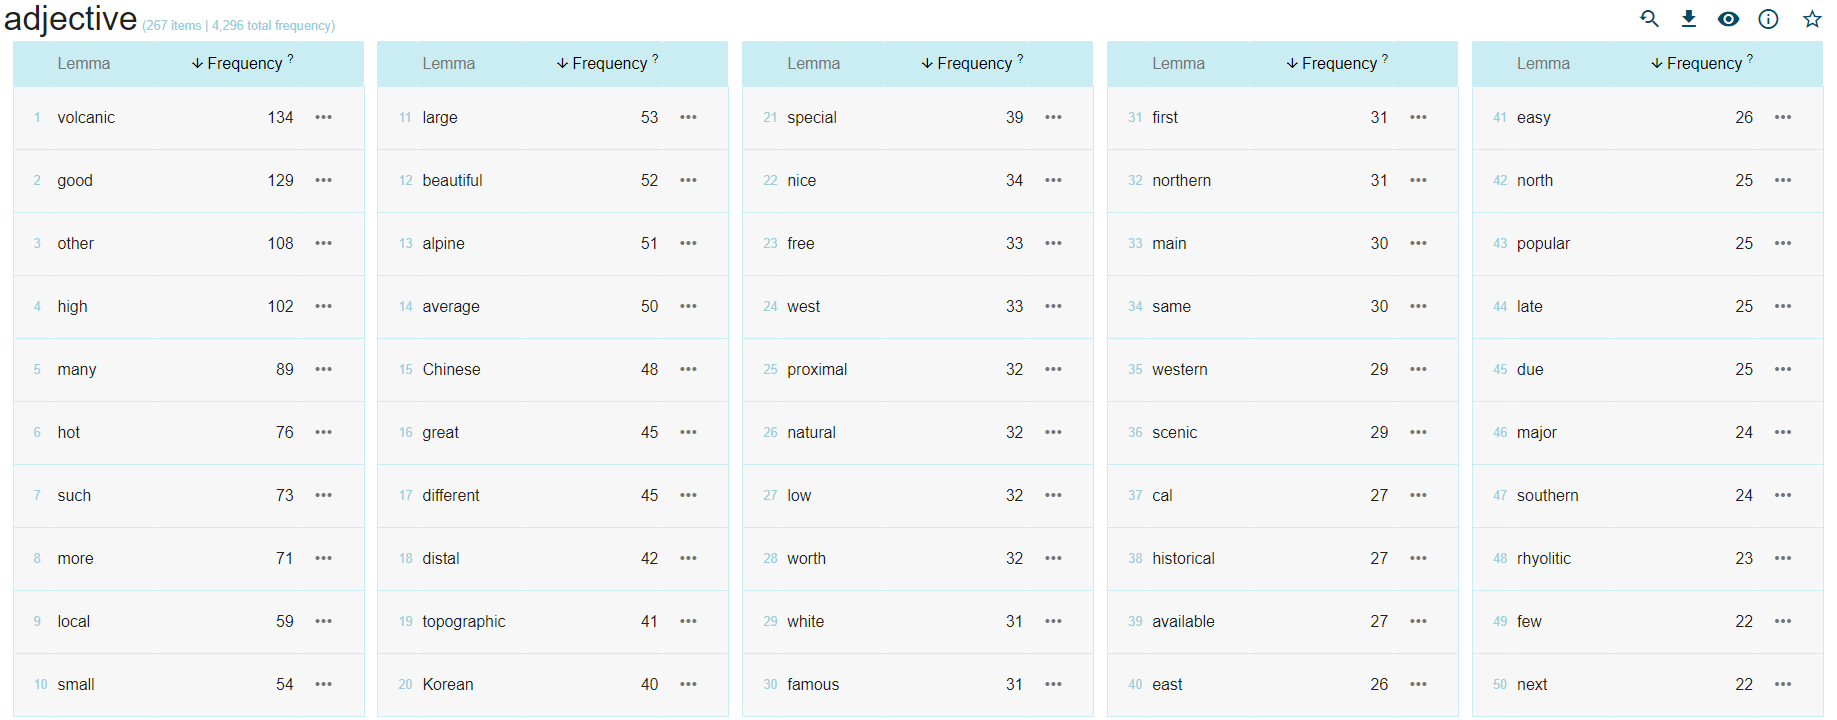 adjective (267 items | 4,296 total frequency)
Lemma Frequency ?
1 volcanic 134 •••
2 good 129 •••
3 other 108 •••
4 high 102 •••
5 many 89 •••
6 hot 76 •••
7 such 73 •••
8 more 71 •••
9 local 59 •••
10 small 54 •••
Lemma Frequency ?
11 large 53 •••
12 beautiful 52 •••
13 alpine 51 •••
14 average 50 •••
15 Chinese 48 •••
16 great 45 •••
17 different 45 •••
18 distal 42 •••
19 topographic 41 •••
20 Korean 40 •••
Lemma Frequency ?
21 special 39 •••
22 nice 34 •••
23 free 33 •••
24 west 33 •••
25 proximal 32 •••
26 natural 32 •••
27 low 32 •••
28 worth 32 •••
29 white 31 •••
30 famous 31 •••
Lemma Frequency ?
31 first 31 •••
32 northern 31 •••
33 main 30 •••
34 same 30 •••
35 western 29 •••
36 scenic 29 •••
37 cal 27 •••
38 historical 27 •••
39 available 27 •••
40 east 26 •••
Lemma Frequency ?
41 easy 26 •••
42 north 25 •••
43 popular 25 •••
44 late 25 •••
45 due 25 •••
46 major 24 •••
47 southern 24 •••
48 rhyolitic 23 •••
49 few 22 •••
50 next 22 •••